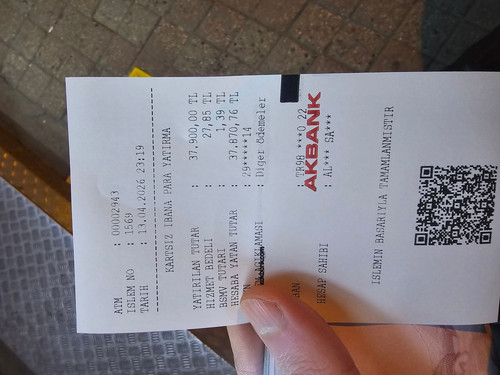 ATM : 00002943
ISLEM NO : 1569
TARIH : 13.04.2026 23:19
KARTSIZ IBANA PARA YATIRMA
YATIRILAN TUTAR : 37.900,00 TL
HIZMET BEDELI : 27,85 TL
BSMV TUTARI : 1,39 TL
HESABA YATAN TUTAR : 37.870,76 TL
: 29******14
AÇIKLAMASI : Diğer Ödemeler
AKBANK
: TR98 ***0 22
HESAP SAHIBI : AL*** SA***
ISLEMIN BASARIYLA TAMAMLANMISTIR